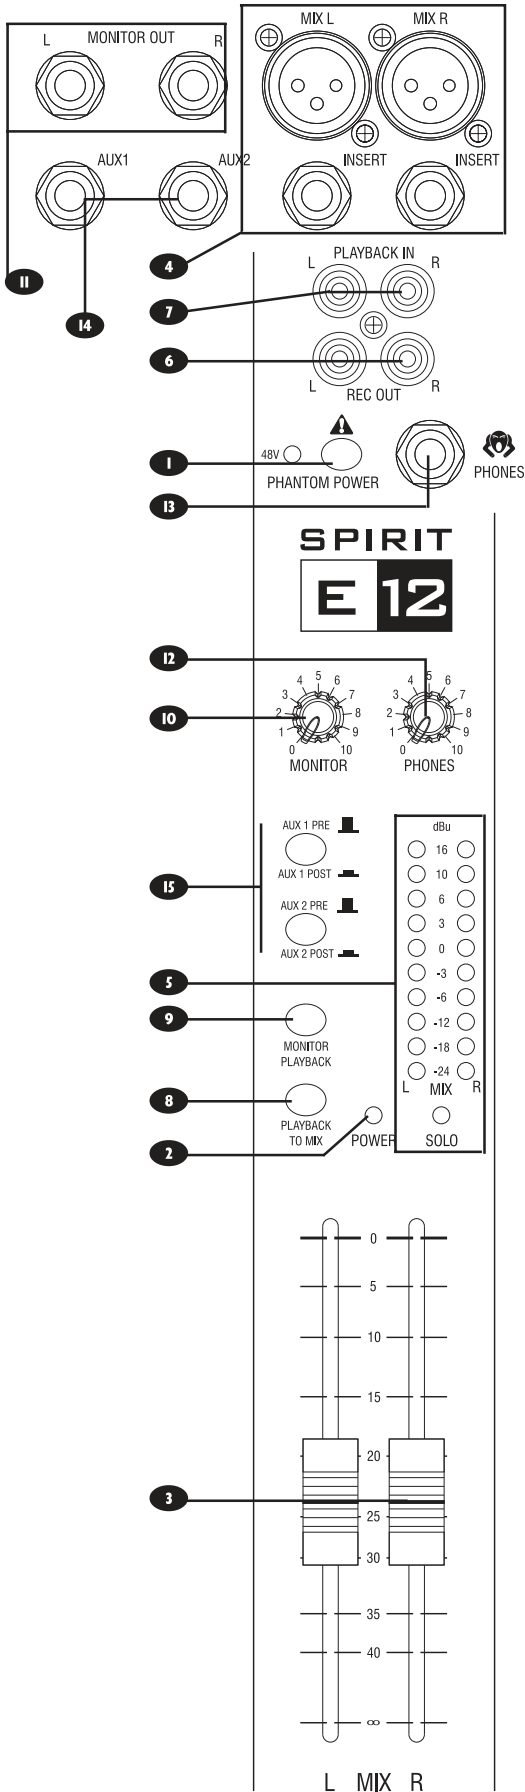 MIX L MIX R
L MONITOR OUT R
AUX1 AUX2 INSERT INSERT
4 L PLAYBACK IN R
11
7
14
6
L REC OUT R
1 48V
PHANTOM POWER PHONES
13
SPIRIT
E 12
12
0 1 2 3 4 5 6 7 8 9 10
0 1 2 3 4 5 6 7 8 9 10
10
MONITOR PHONES
AUX 1 PRE
AUX 1 POST
15
AUX 2 PRE
AUX 2 POST
dBu
16
10
6
3
0
-3
-6
-12
-18
-24
L MIX R
5
9
MONITOR
PLAYBACK
8
PLAYBACK
TO MIX
2
POWER SOLO
0
5
10
15
20
3
25
30
35
40
∞
L MIX R